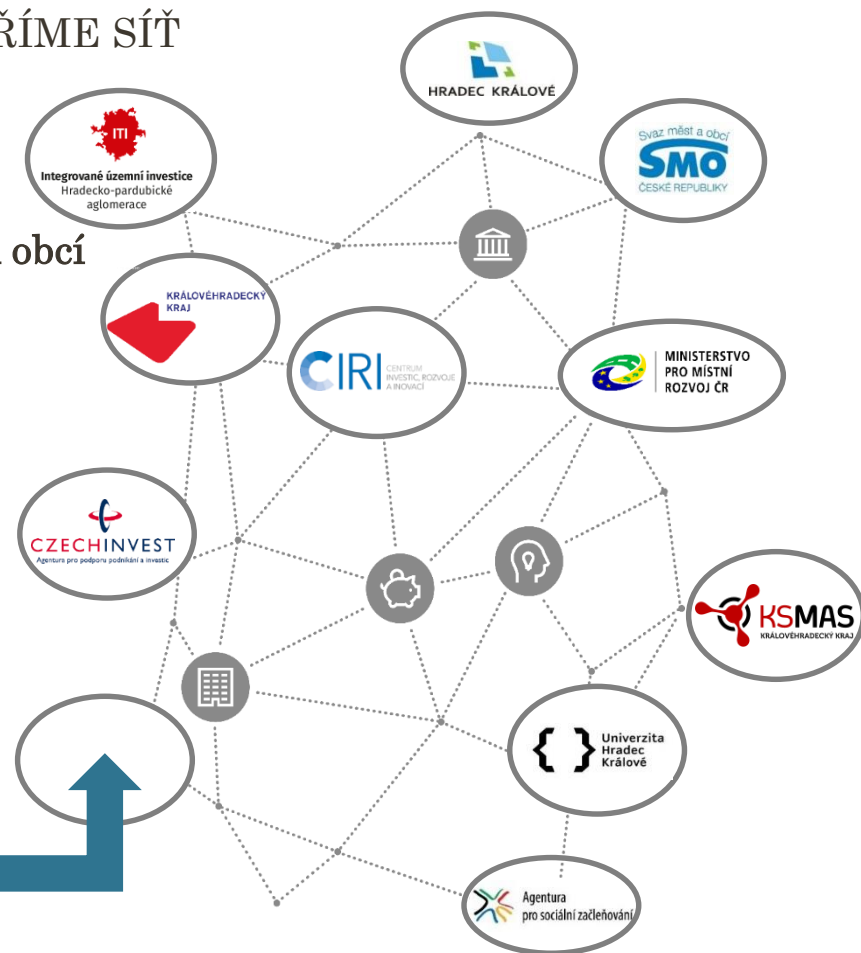 ŘÍME SÍŤ
HRADEC KRÁLOVÉ
ITI
Integrované územní investice
Hradecko-pardubické
aglomerace
Svaz měst a obcí
SMO
ČESKÉ REPUBLIKY
obcí
KRÁLOVÉHRADECKÝ
KRAJ
CIRI
CENTRUM
INVESTIC, ROZVOJE
A INOVACÍ
MINISTERSTVO
PRO MÍSTNÍ
ROZVOJ ČR
CZECHINVEST
Agentura pro podporu podnikání a investic
KSMAS
KRÁLOVÉHRADECKÝ KRAJ
Univerzita
Hradec
Králové
Agentura
pro sociální začleňování